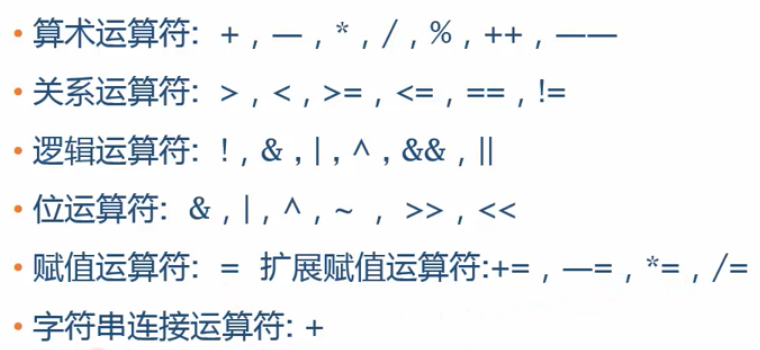 • 算术运算符: + , — , * , / , % , ++ , ——
• 关系运算符: > , < , >= , <= , == , !=
• 逻辑运算符: ! , & , | , ^ , && , ||
• 位运算符: & , | , ^ , ~ , >> , <<
• 赋值运算符: = 扩展赋值运算符:+= , —= , *= , /=
• 字符串连接运算符: +